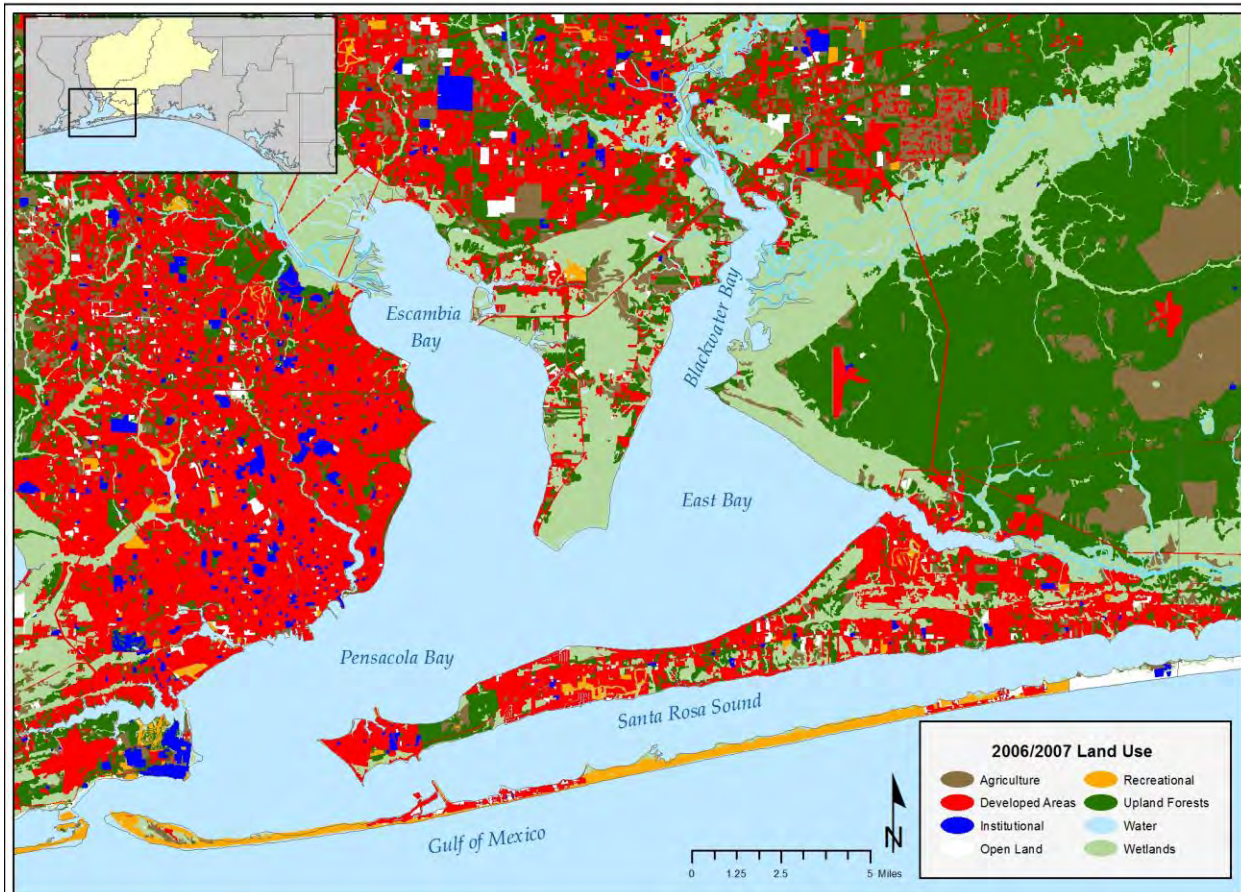 Escambia
Bay
Blackwater Bay
East Bay
Pensacola Bay
Santa Rosa Sound
Gulf of Mexico
N
0 1.25 2.5 5 Miles
2006/2007 Land Use
Agriculture
Developed Areas
Institutional
Open Land
Recreational
Upland Forests
Water
Wetlands